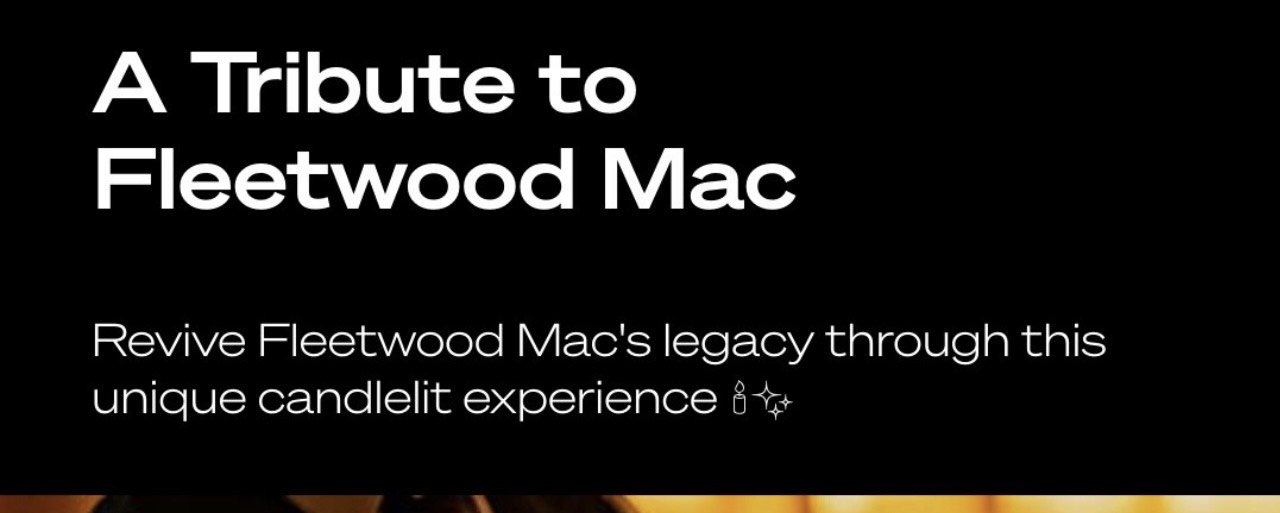 A Tribute to
Fleetwood Mac
Revive Fleetwood Mac's legacy through this
unique candlelit experience 🕯✨